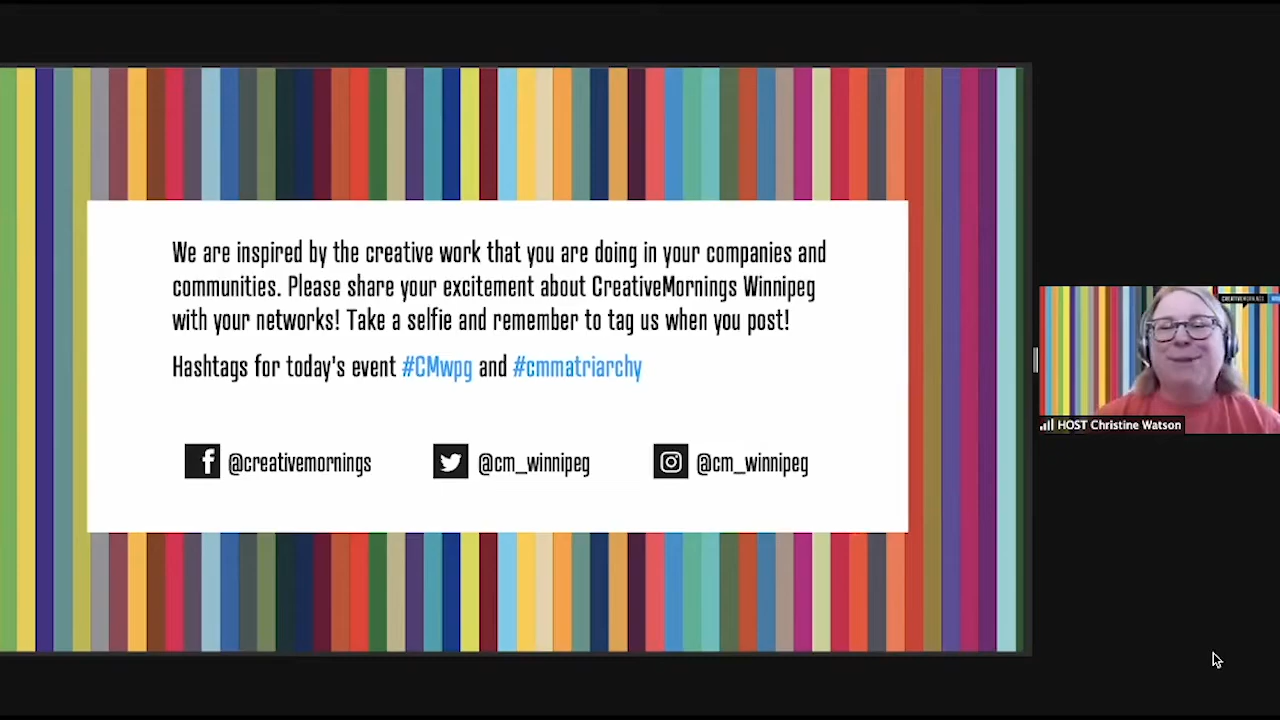 We are inspired by the creative work that you are doing in your companies and
communities. Please share your excitement about CreativeMornings Winnipeg
with your networks! Take a selfie and remember to tag us when you post!
Hashtags for today's event #CMwpg and #cmmatriarchy
@creativemornings @cm_winnipeg @cm_winnipeg
HOST Christine Watson